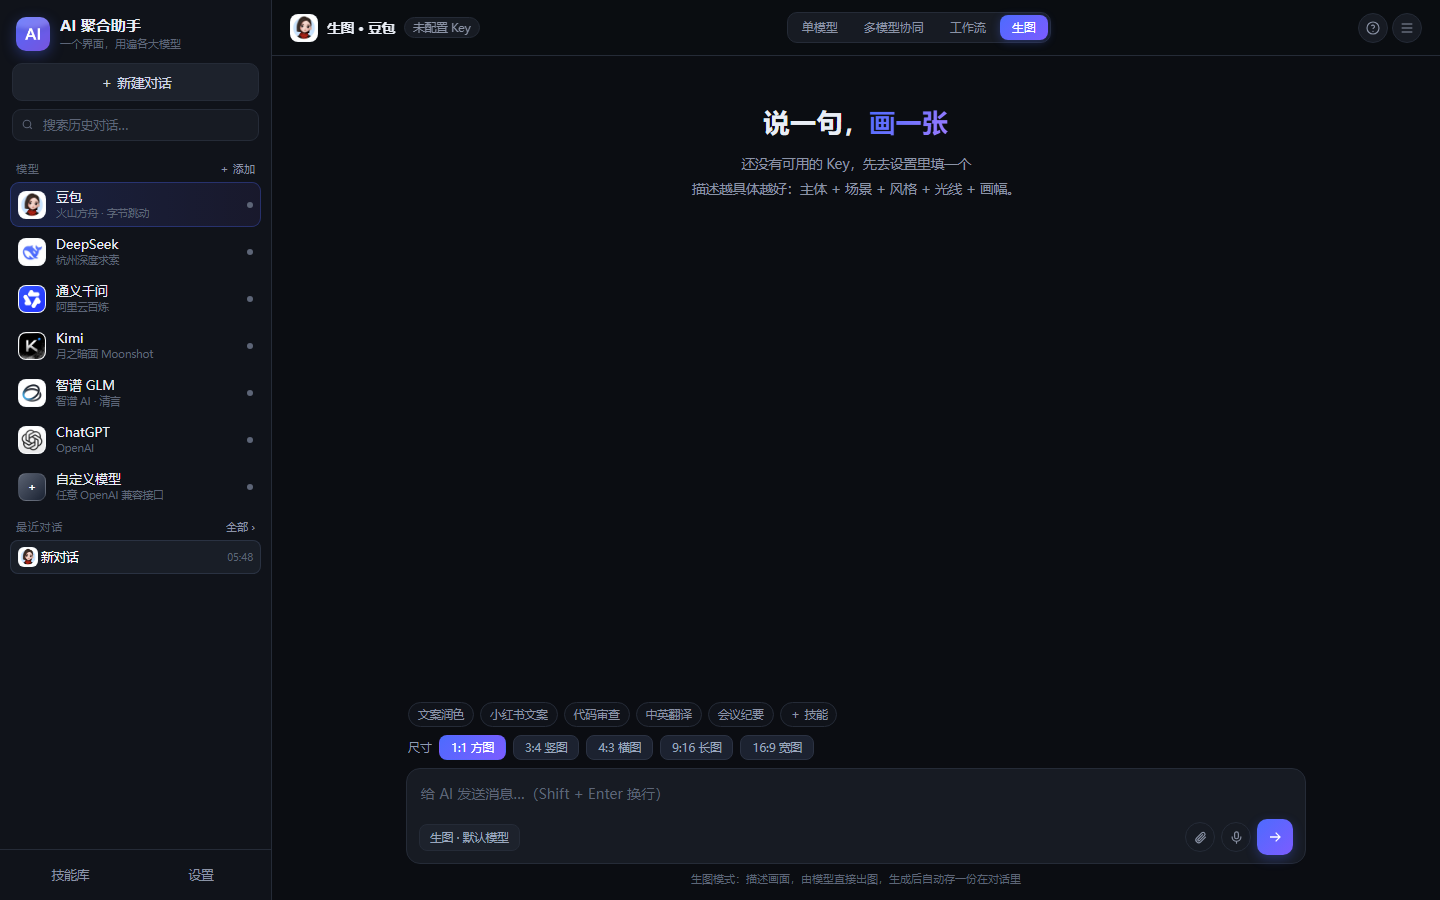 AI
AI 聚合助手
一个界面，用遍各大模型
+ 新建对话
搜索历史对话...
模型
+ 添加
豆包
火山方舟 · 字节跳动
DeepSeek
杭州深度求索
通义千问
阿里云百炼
Kimi
月之暗面 Moonshot
智谱 GLM
智谱 AI · 清言
ChatGPT
OpenAI
自定义模型
任意 OpenAI 兼容接口
最近对话
全部 ›
新对话
05:48
技能库
设置
生图 • 豆包
未配置 Key
单模型
多模型协同
工作流
生图
说一句，画一张
还没有可用的 Key，先去设置里填一个
描述越具体越好：主体 + 场景 + 风格 + 光线 + 画幅。
文案润色
小红书文案
代码审查
中英翻译
会议纪要
+ 技能
尺寸
1:1 方图
3:4 竖图
4:3 横图
9:16 长图
16:9 宽图
给 AI 发送消息...（Shift + Enter 换行）
生图 · 默认模型
生图模式：描述画面，由模型直接出图，生成后自动存一份在对话里